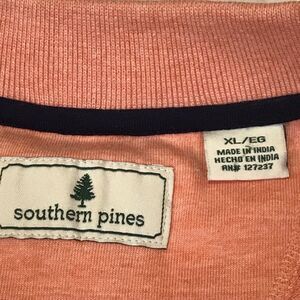 southern pines
XL/EG
MADE IN INDIA
HECHO EN INDIA
RN# 127237